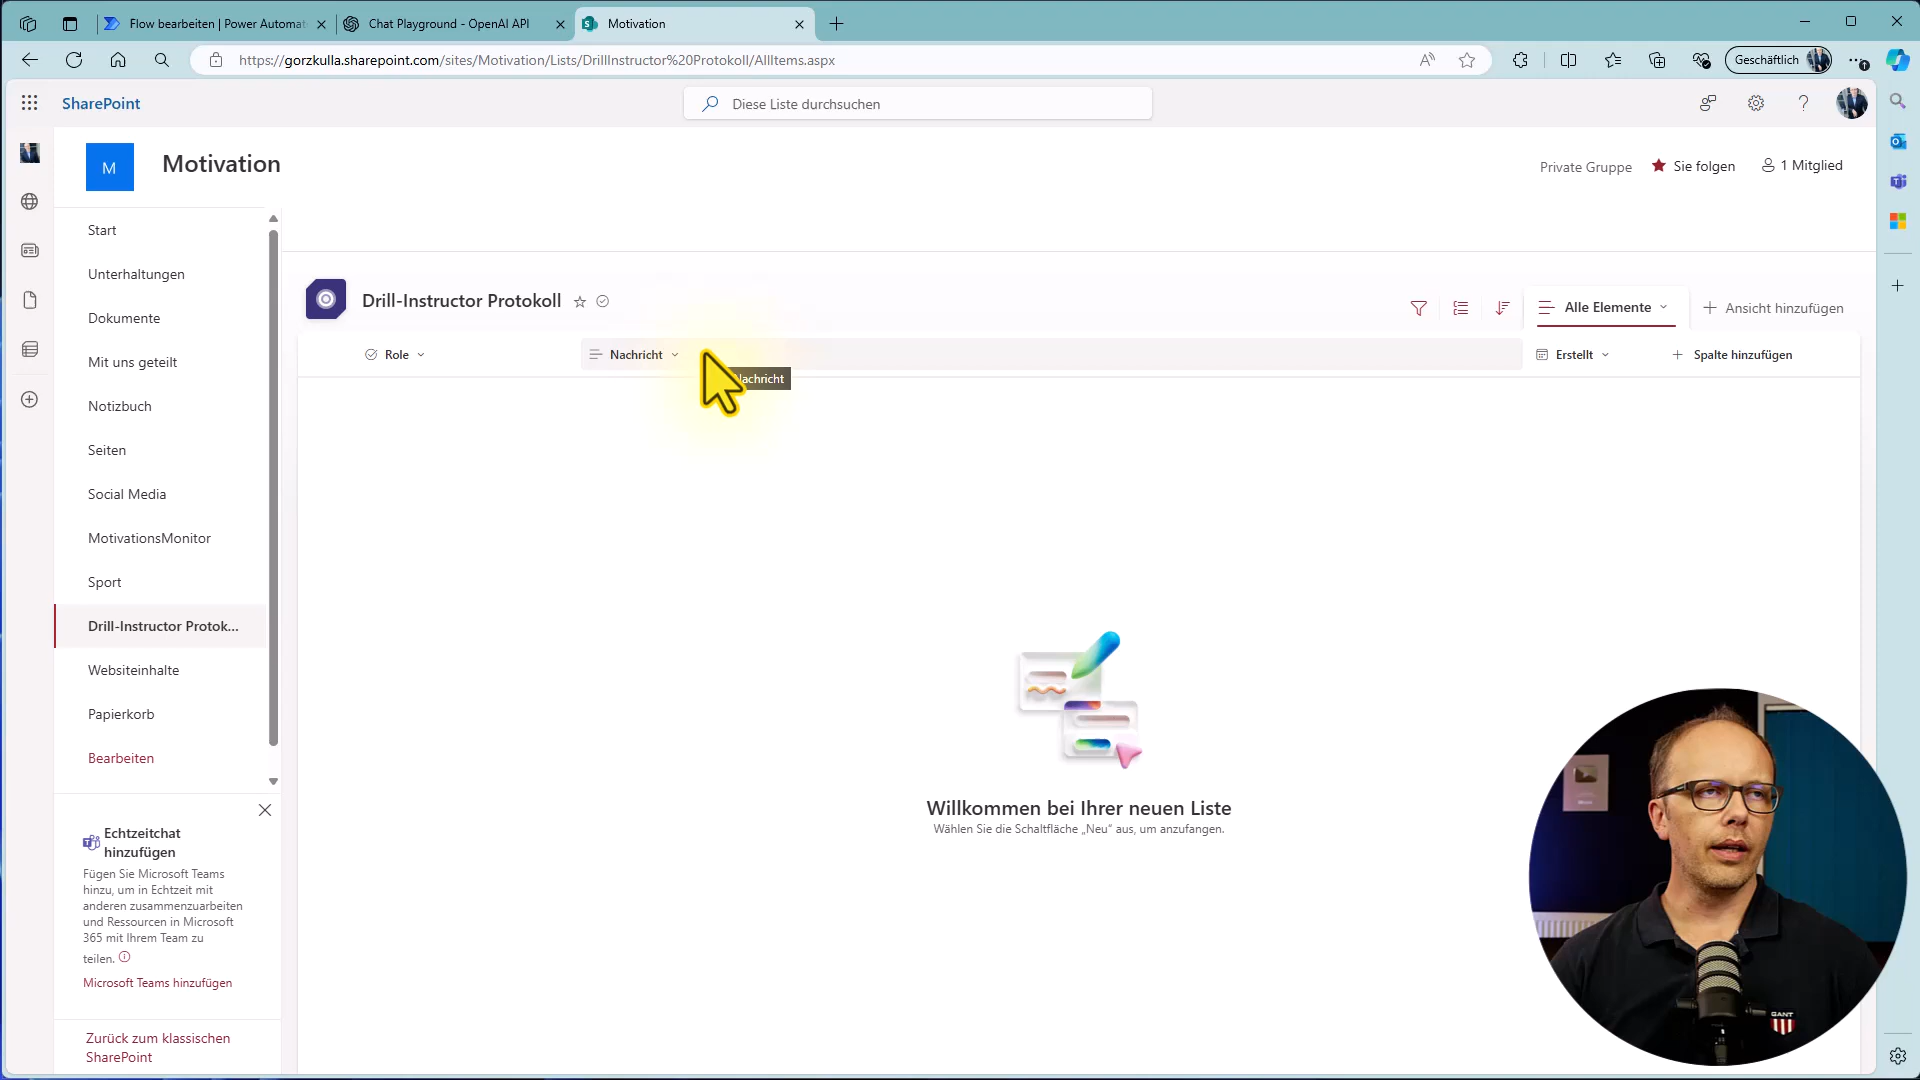 Flow bearbeiten | Power Automat
Chat Playground - OpenAI API
Motivation
https://gorzkulla.sharepoint.com/sites/Motivation/Lists/DrillInstructor%20Protokoll/AllItems.aspx
Geschäftlich
SharePoint
Diese Liste durchsuchen
M
Motivation
Private Gruppe
Sie folgen
1 Mitglied
Start
Unterhaltungen
Dokumente
Mit uns geteilt
Notizbuch
Seiten
Social Media
MotivationsMonitor
Sport
Drill-Instructor Protok...
Websiteinhalte
Papierkorb
Bearbeiten
Drill-Instructor Protokoll
Alle Elemente
Ansicht hinzufügen
Role
Nachricht
Erstellt
Spalte hinzufügen
Nachricht
Willkommen bei Ihrer neuen Liste
Wählen Sie die Schaltfläche „Neu“ aus, um anzufangen.
Echtzeitchat
hinzufügen
Fügen Sie Microsoft Teams
hinzu, um in Echtzeit mit
anderen zusammenzuarbeiten
und Ressourcen in Microsoft
365 mit Ihrem Team zu
teilen.
Microsoft Teams hinzufügen
Zurück zum klassischen
SharePoint
GANT